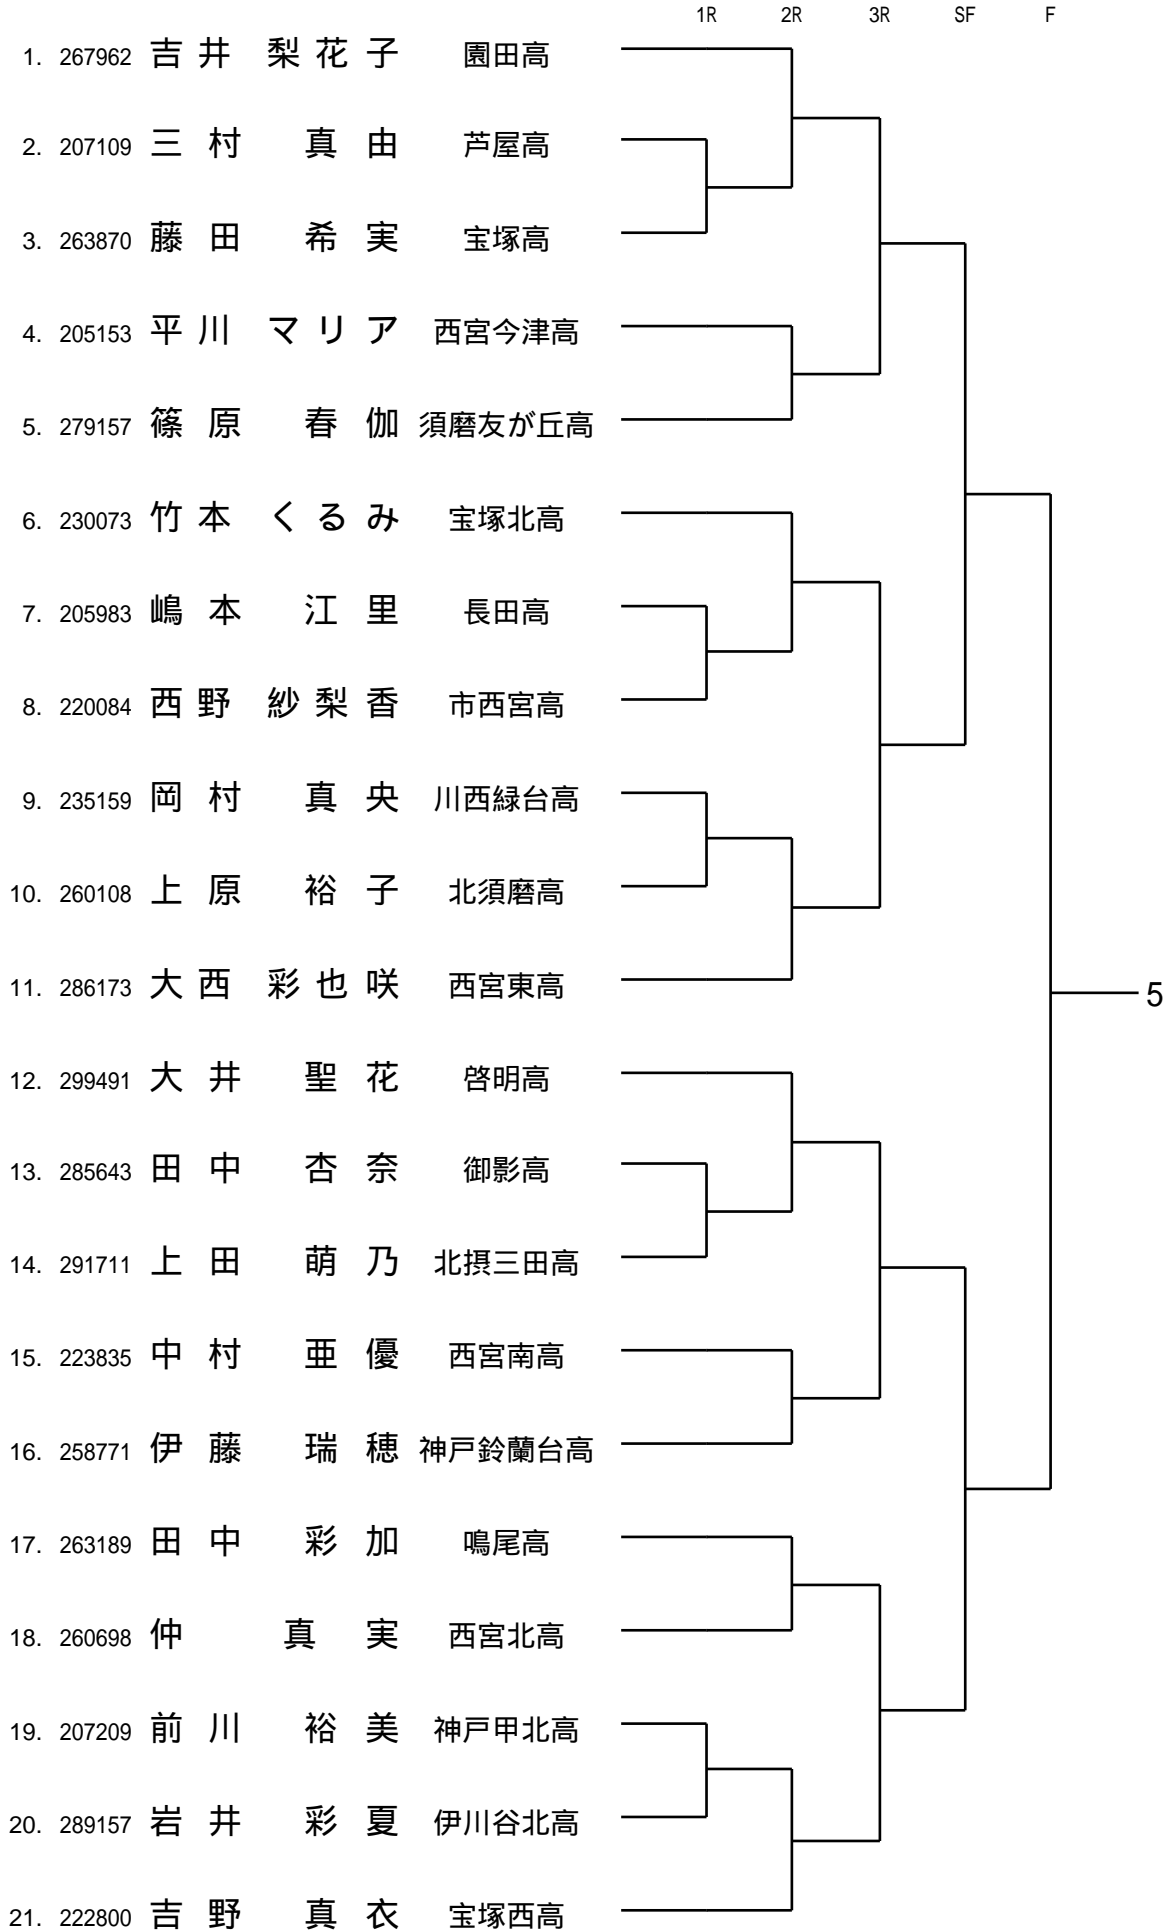 1R 2R 3R SF F
1. 267962 吉井 梨花子 園田高
2. 207109 三村 真由 芦屋高
3. 263870 藤田 希実 宝塚高
4. 205153 平川 マリア 西宮今津高
5. 279157 篠原 春伽 須磨友が丘高
6. 230073 竹本 くるみ 宝塚北高
7. 205983 嶋本 江里 長田高
8. 220084 西野 紗梨香 市西宮高
9. 235159 岡村 真央 川西緑台高
10. 260108 上原 裕子 北須磨高
11. 286173 大西 彩也咲 西宮東高
5
12. 299491 大井 聖花 啓明高
13. 285643 田中 杏奈 御影高
14. 291711 上田 萌乃 北摂三田高
15. 223835 中村 亜優 西宮南高
16. 258771 伊藤 瑞穂 神戸鈴蘭台高
17. 263189 田中 彩加 鳴尾高
18. 260698 仲 真実 西宮北高
19. 207209 前川 裕美 神戸甲北高
20. 289157 岩井 彩夏 伊川谷北高
21. 222800 吉野 真衣 宝塚西高